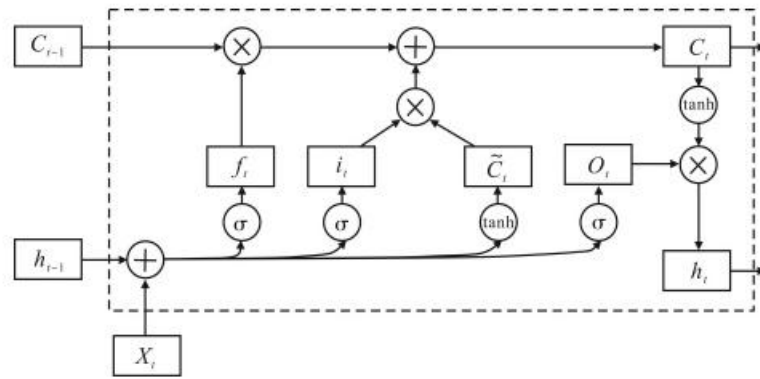 C_{t-1} × + C_t
tanh
×
f_t i_t C̃_t O_t ×
σ σ tanh σ
h_{t-1} + h_t
X_t